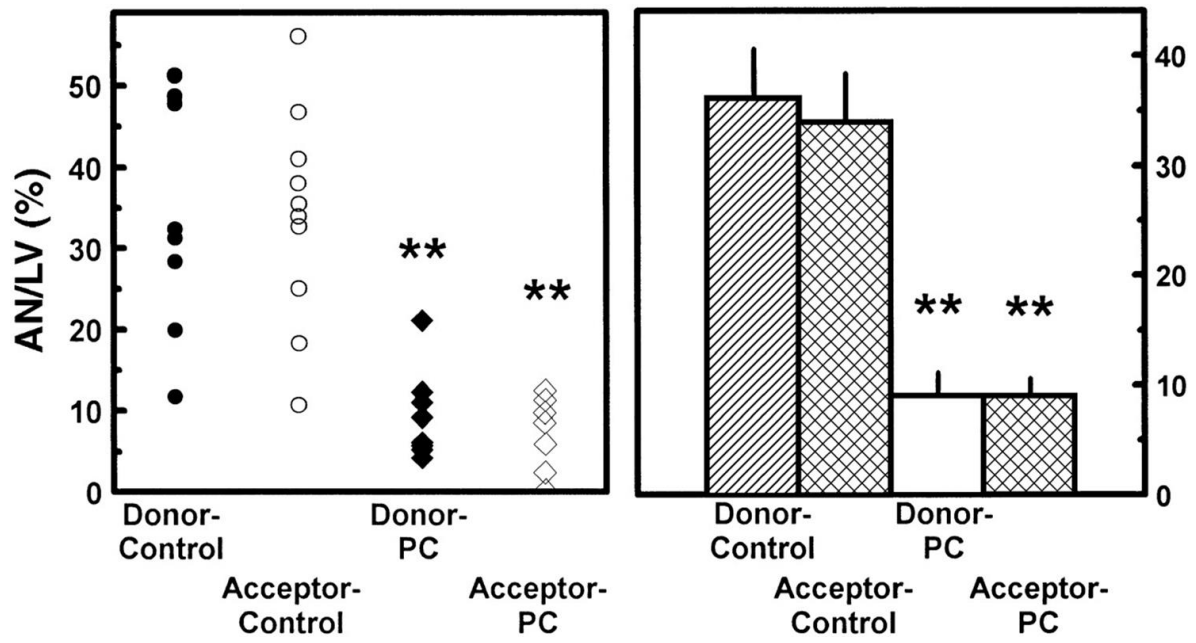 AN/LV (%)
50
40
30
20
10
0
**
**
Donor-
Control
Acceptor-
Control
Donor-
PC
Acceptor-
PC
40
30
20
10
0
**
**
Donor-
Control
Acceptor-
Control
Donor-
PC
Acceptor-
PC